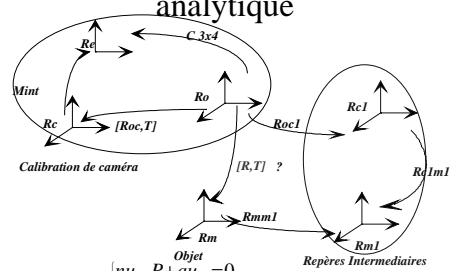 analytique
C 3x4
Re
Mint
Ro
Rc
[Roc,T]
Roc1
Rc1
Calibration de caméra
[R,T] ?
Rc1m1
Rmm1
Rm
Rm1
Objet
Repères Intermediaires